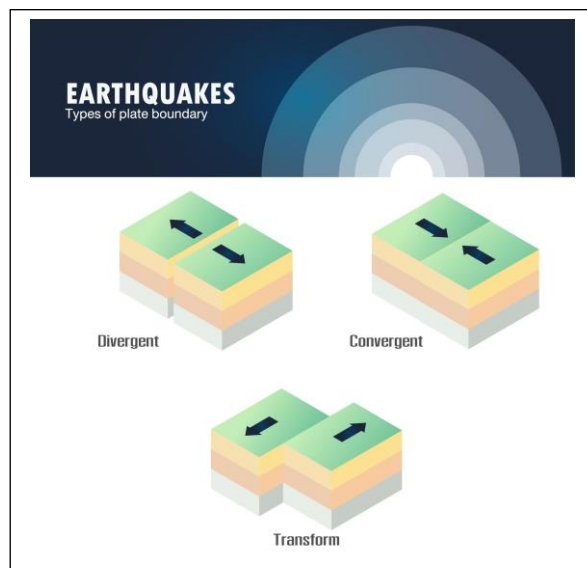 EARTHQUAKES
Types of plate boundary
Divergent
Convergent
Transform